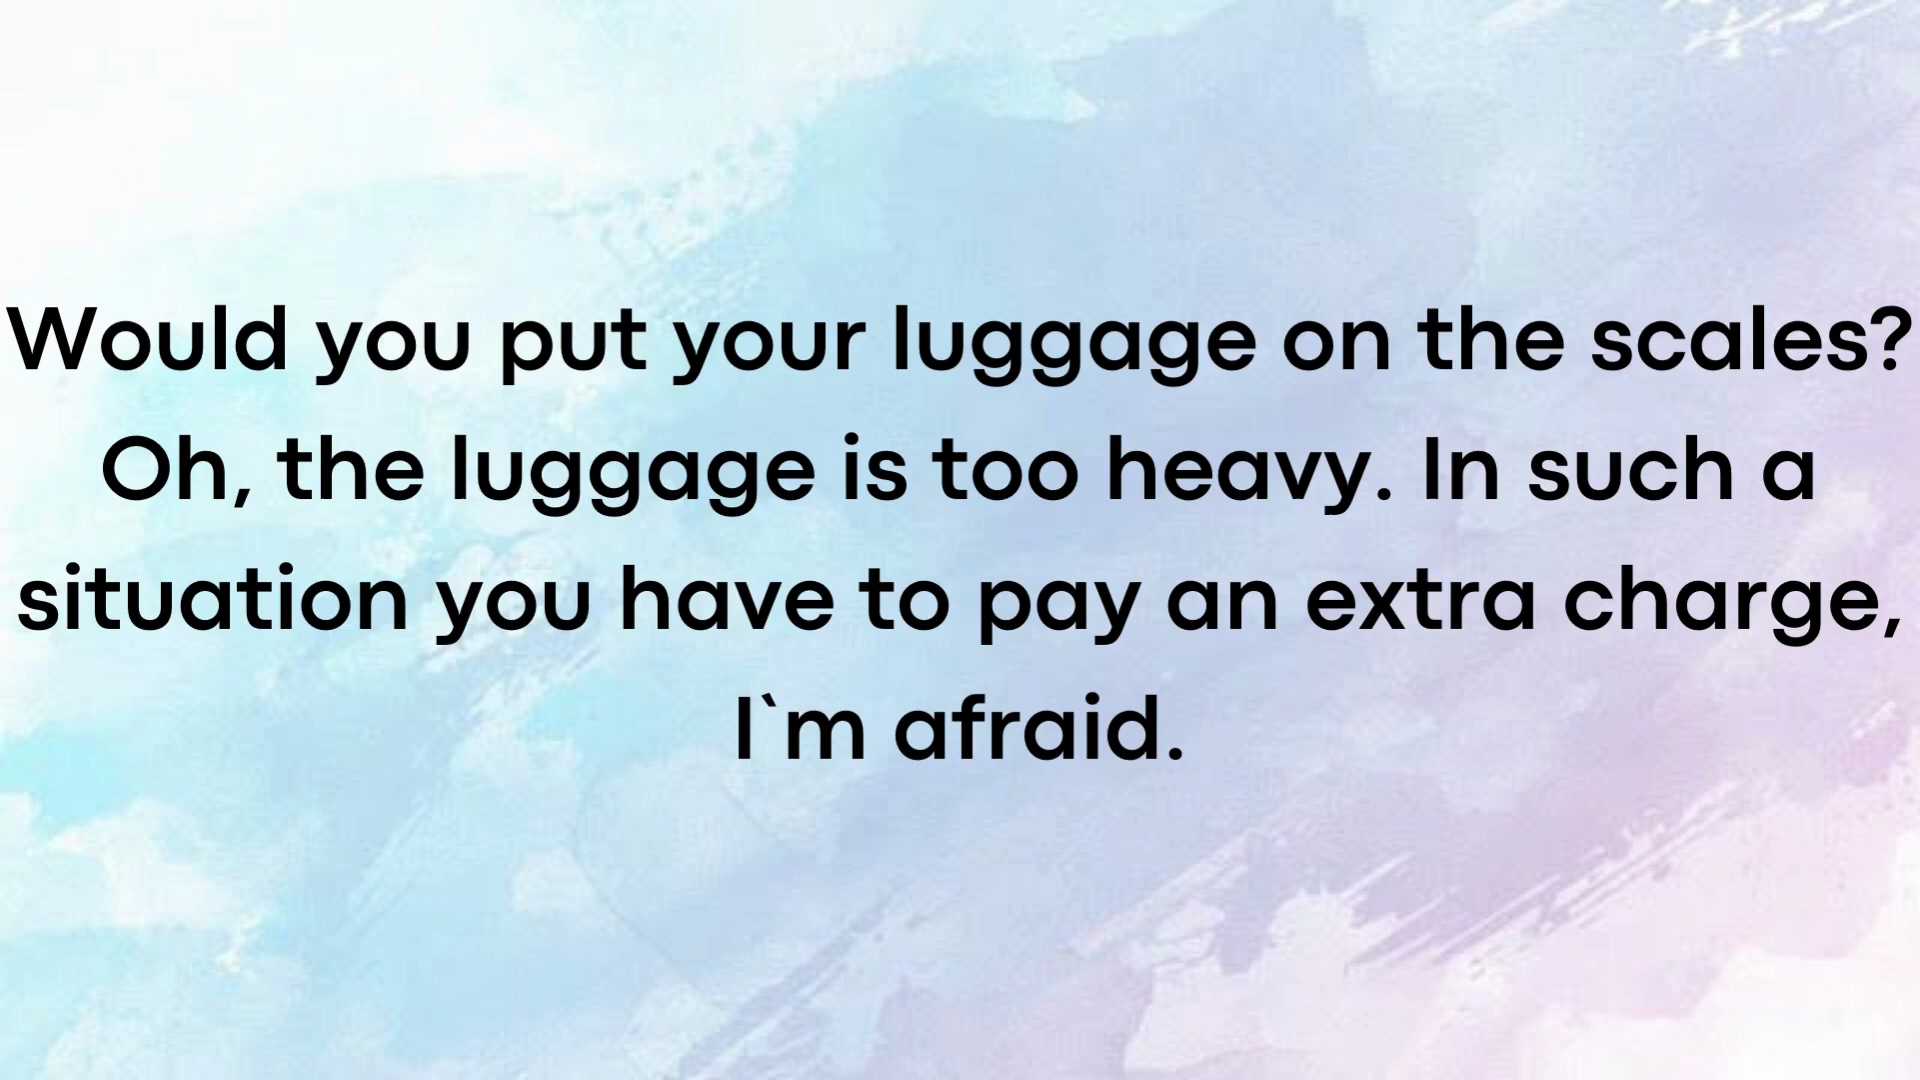 Would you put your luggage on the scales?
Oh, the luggage is too heavy. In such a
situation you have to pay an extra charge,
I`m afraid.